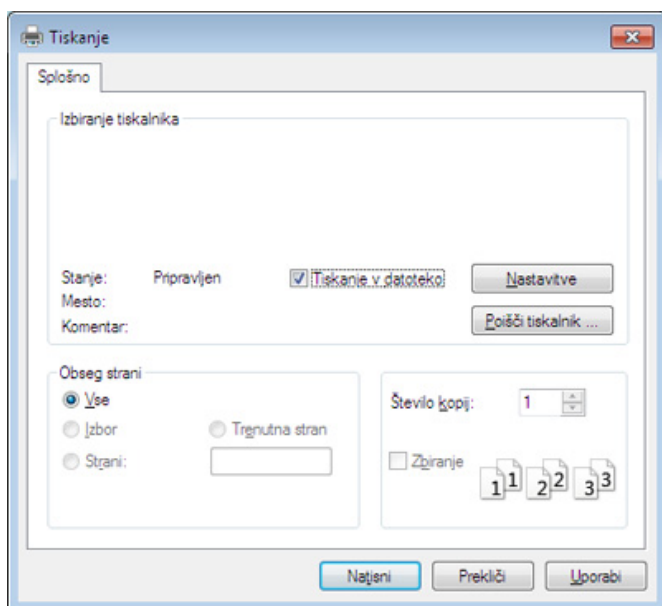 Tiskanje
Splošno
Izbiranje tiskalnika
Stanje: Pripravljen Tiskanje v datoteko Nastavitve
Mesto:
Komentar: Poišči tiskalnik ...
Obseg strani
Vse
Izbor Trenutna stran
Strani:
Število kopij: 1
Zbiranje 1 1 2 2 3 3
Natisni Prekliči Uporabi